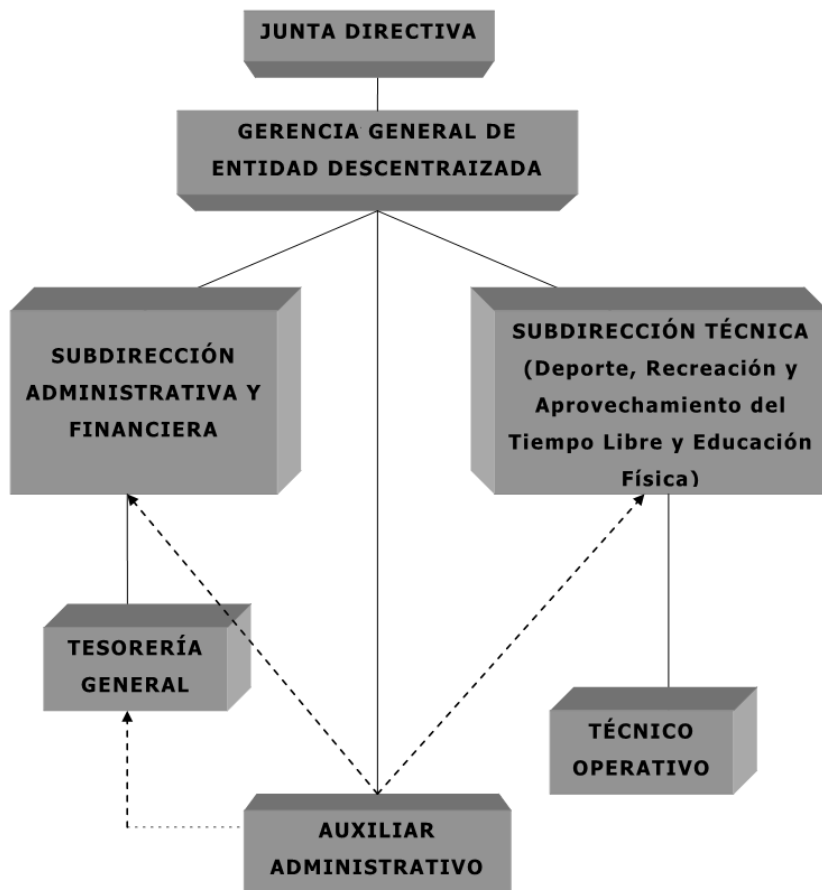 JUNTA DIRECTIVA
GERENCIA GENERAL DE
ENTIDAD DESCENTRAIZADA
SUBDIRECCIÓN
ADMINISTRATIVA Y
FINANCIERA
SUBDIRECCIÓN TÉCNICA
(Deporte, Recreación y
Aprovechamiento del
Tiempo Libre y Educación
Física)
TESORERÍA
GENERAL
TÉCNICO
OPERATIVO
AUXILIAR
ADMINISTRATIVO